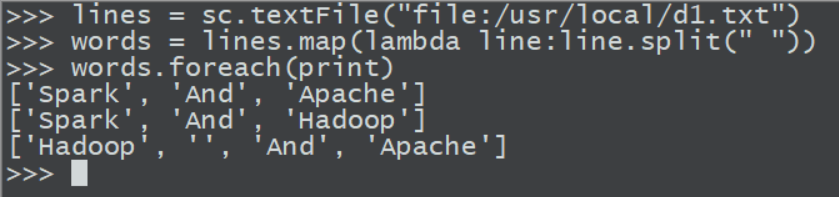 >>> lines = sc.textFile("file:/usr/local/d1.txt")
>>> words = lines.map(lambda line:line.split(" "))
>>> words.foreach(print)
['Spark', 'And', 'Apache']
['Spark', 'And', 'Hadoop']
['Hadoop', '', 'And', 'Apache']
>>>